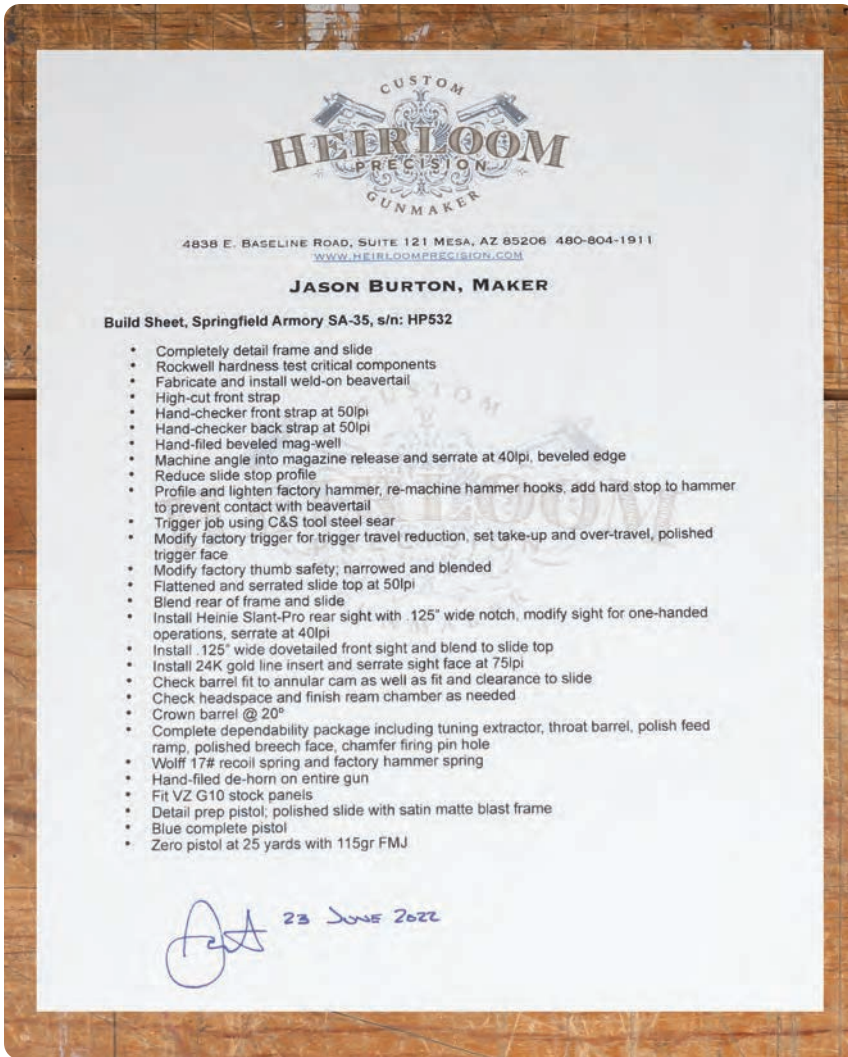 CUSTOM
HEIRLOOM
PRECISION
GUNMAKER
4838 E. BASELINE ROAD, SUITE 121 MESA, AZ 85206 480-804-1911
WWW.HEIRLOOMPRECISION.COM
JASON BURTON, MAKER
Build Sheet, Springfield Armory SA-35, s/n: HP532
• Completely detail frame and slide
• Rockwell hardness test critical components
• Fabricate and install weld-on beavertail
• High-cut front strap
• Hand-checker front strap at 50lpi
• Hand-checker back strap at 50lpi
• Hand-filed beveled mag-well
• Machine angle into magazine release and serrate at 40lpi, beveled edge
• Reduce slide stop profile
• Profile and lighten factory hammer, re-machine hammer hooks, add hard stop to hammer
to prevent contact with beavertail
• Trigger job using C&S tool steel sear
• Modify factory trigger for trigger travel reduction, set take-up and over-travel, polished
trigger face
• Modify factory thumb safety; narrowed and blended
• Flattened and serrated slide top at 50lpi
• Blend rear of frame and slide
• Install Heinie Slant-Pro rear sight with .125" wide notch, modify sight for one-handed
operations, serrate at 40lpi
• Install .125" wide dovetailed front sight and blend to slide top
• Install 24K gold line insert and serrate sight face at 75lpi
• Check barrel fit to annular cam as well as fit and clearance to slide
• Check headspace and finish ream chamber as needed
• Crown barrel @ 20º
• Complete dependability package including tuning extractor, throat barrel, polish feed
ramp, polished breech face, chamfer firing pin hole
• Wolff 17# recoil spring and factory hammer spring
• Hand-filed de-horn on entire gun
• Fit VZ G10 stock panels
• Detail prep pistol; polished slide with satin matte blast frame
• Blue complete pistol
• Zero pistol at 25 yards with 115gr FMJ
23 JUNE 2022